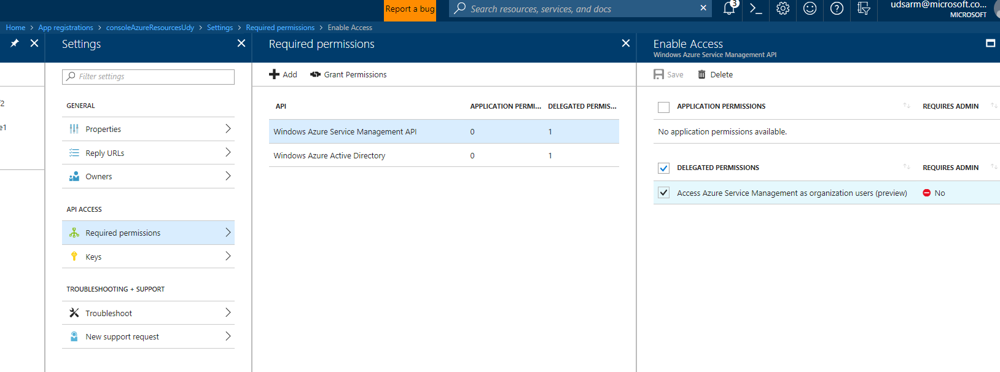 Report a bug
Search resources, services, and docs
3
udsarm@microsoft.co...
MICROSOFT
Home > App registrations > consoleAzureResourcesUdy > Settings > Required permissions > Enable Access
Settings
Filter settings
GENERAL
Properties
Reply URLs
Owners
API ACCESS
Required permissions
Keys
TROUBLESHOOTING + SUPPORT
Troubleshoot
New support request
Required permissions
Add Grant Permissions
API APPLICATION PERMI... DELEGATED PERMIS...
Windows Azure Service Management API 0 1
Windows Azure Active Directory 0 1
Enable Access
Windows Azure Service Management API
Save Delete
APPLICATION PERMISSIONS REQUIRES ADMIN
No application permissions available.
DELEGATED PERMISSIONS REQUIRES ADMIN
Access Azure Service Management as organization users (preview) No